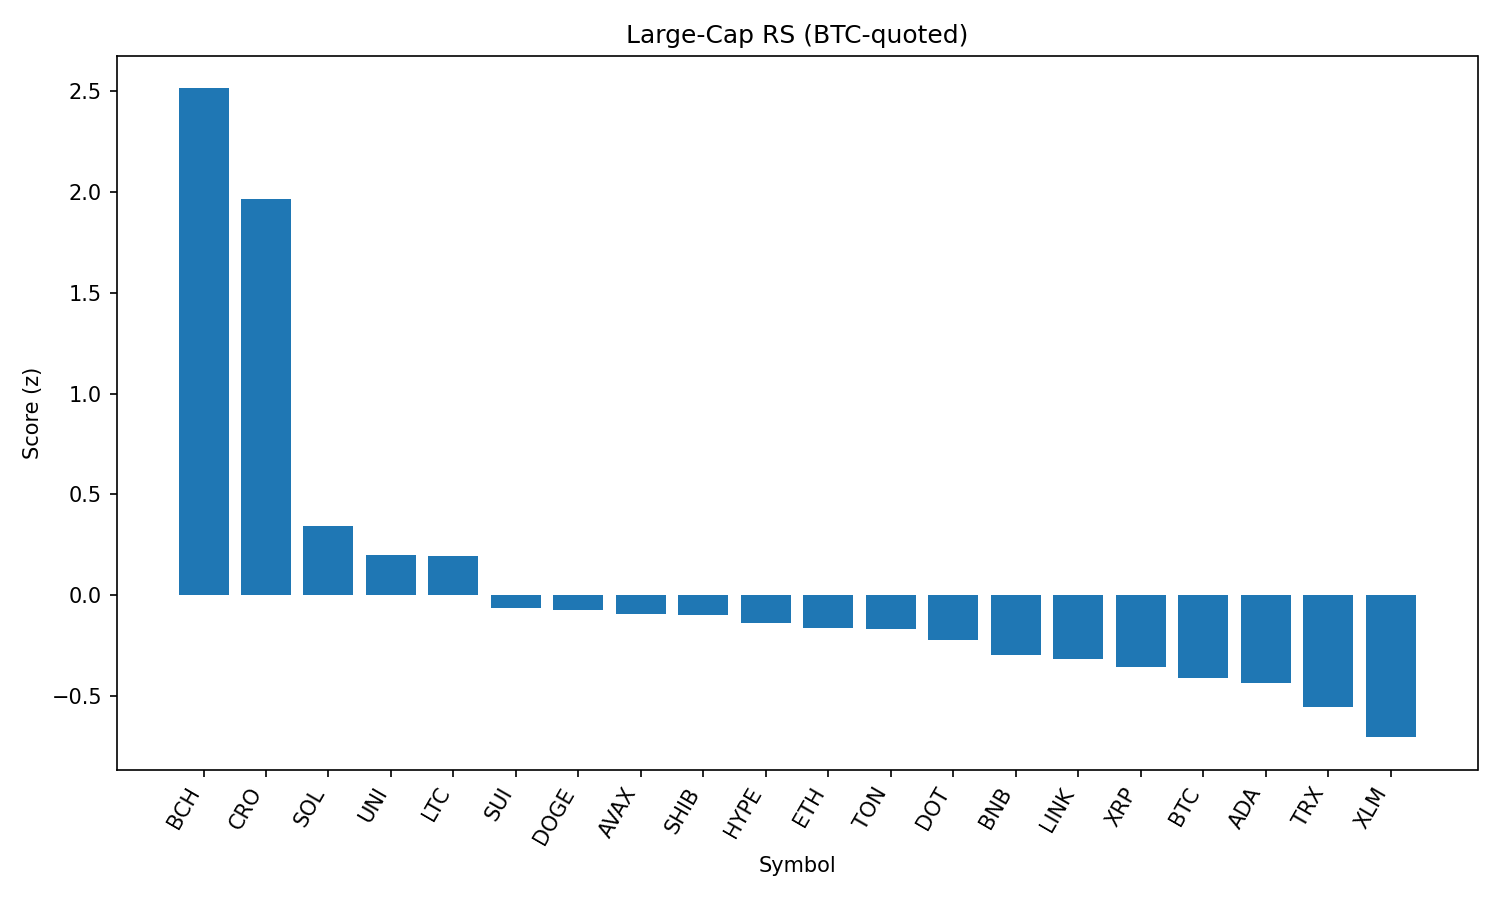 Large-Cap RS (BTC-quoted)
Score (z)
2.5
2.0
1.5
1.0
0.5
0.0
−0.5
BCH
CRO
SOL
UNI
LTC
SUI
DOGE
AVAX
SHIB
HYPE
ETH
TON
DOT
BNB
LINK
XRP
BTC
ADA
TRX
XLM
Symbol